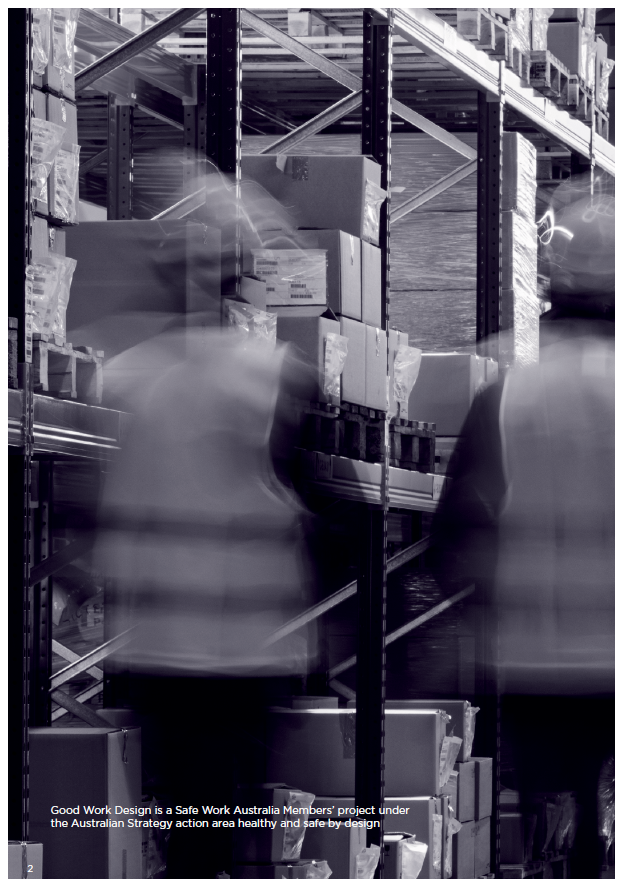 Good Work Design is a Safe Work Australia Members’ project under
the Australian Strategy action area healthy and safe by design
2